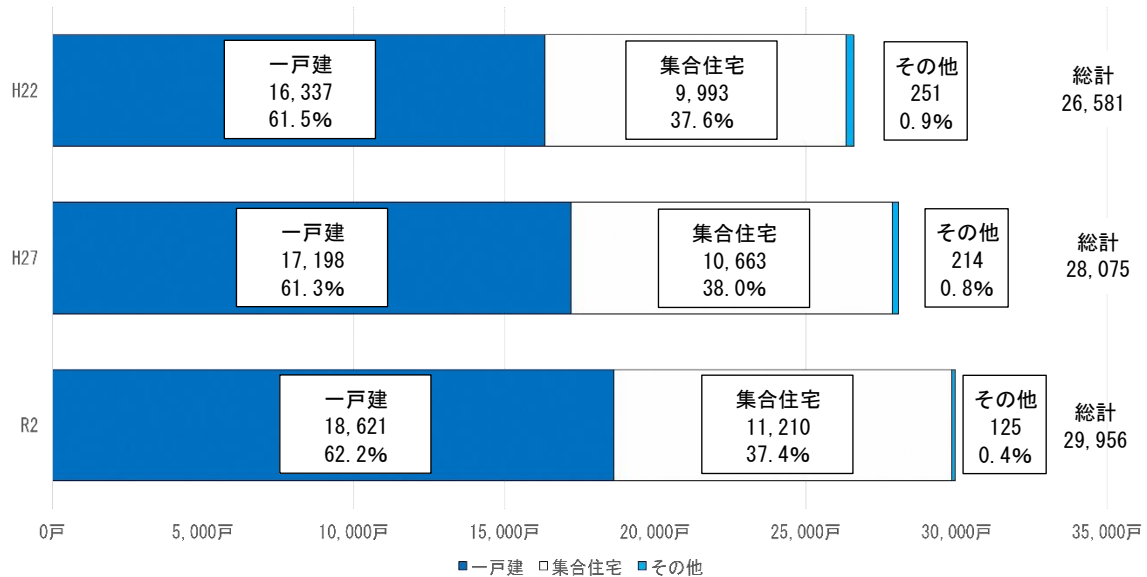 H22
一戸建
16,337
61.5%
集合住宅
9,993
37.6%
その他
251
0.9%
総計
26,581
H27
一戸建
17,198
61.3%
集合住宅
10,663
38.0%
その他
214
0.8%
総計
28,075
R2
一戸建
18,621
62.2%
集合住宅
11,210
37.4%
その他
125
0.4%
総計
29,956
0戸 5,000戸 10,000戸 15,000戸 20,000戸 25,000戸 30,000戸 35,000戸
一戸建 集合住宅 その他